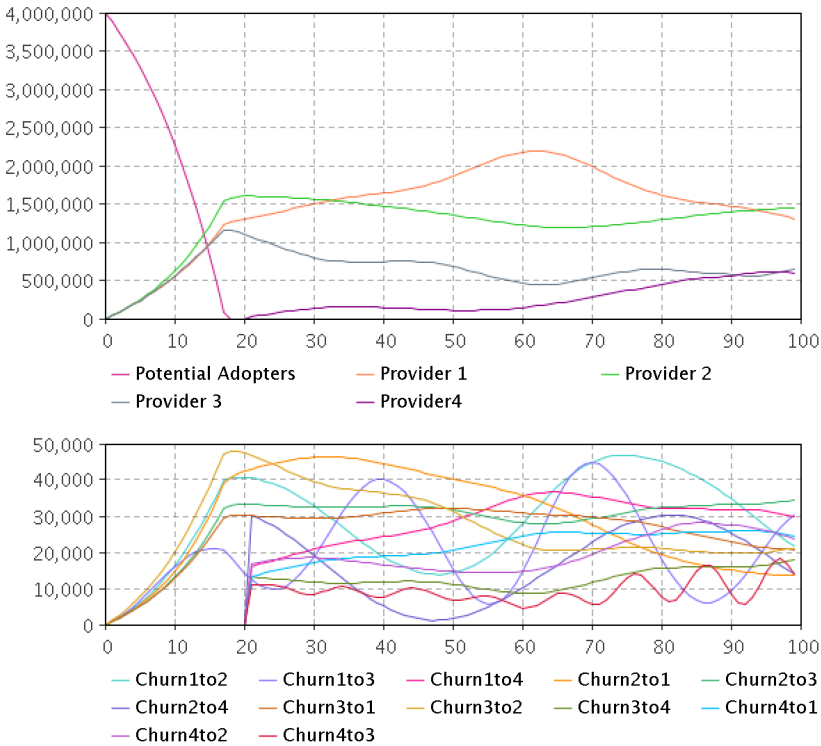 4,000,000
3,500,000
3,000,000
2,500,000
2,000,000
1,500,000
1,000,000
500,000
0
0 10 20 30 40 50 60 70 80 90 100
Potential Adopters Provider 1 Provider 2
Provider 3 Provider4
50,000
40,000
30,000
20,000
10,000
0
0 10 20 30 40 50 60 70 80 90 100
Churn1to2 Churn1to3 Churn1to4 Churn2to1 Churn2to3
Churn2to4 Churn3to1 Churn3to2 Churn3to4 Churn4to1
Churn4to2 Churn4to3